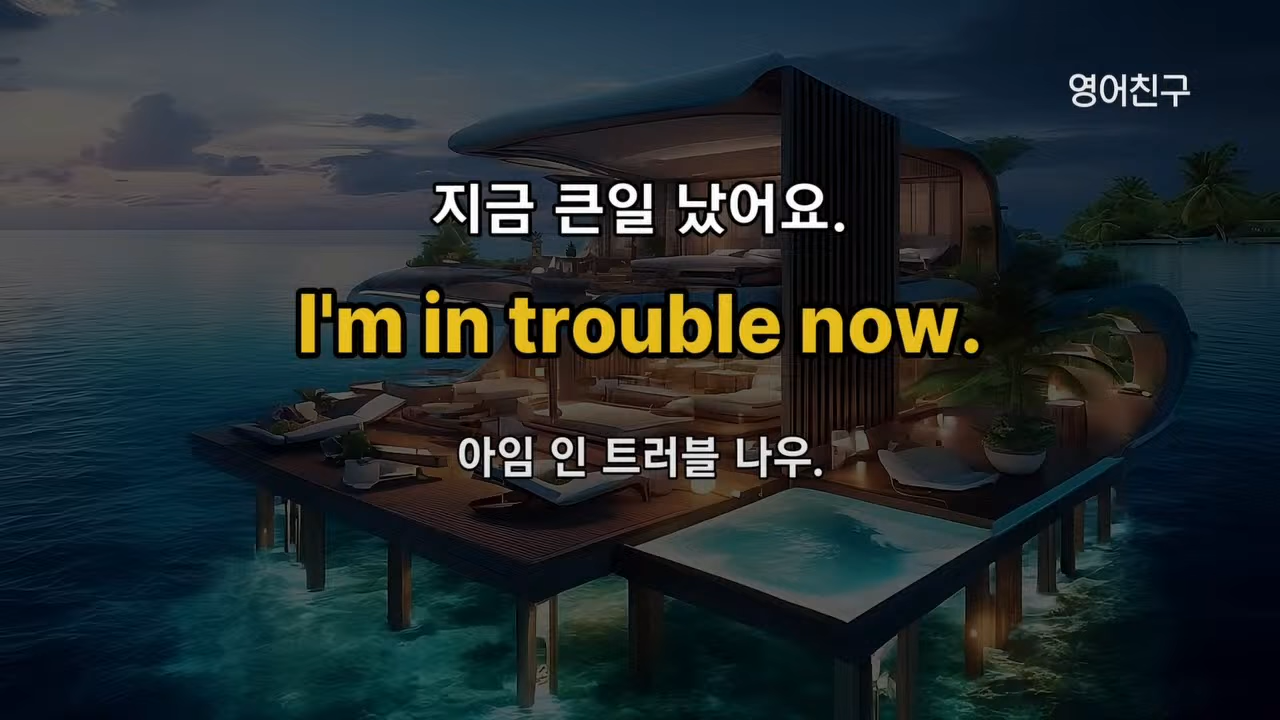 영어친구
지금 큰일 났어요.
I'm in trouble now.
아임 인 트러블 나우.